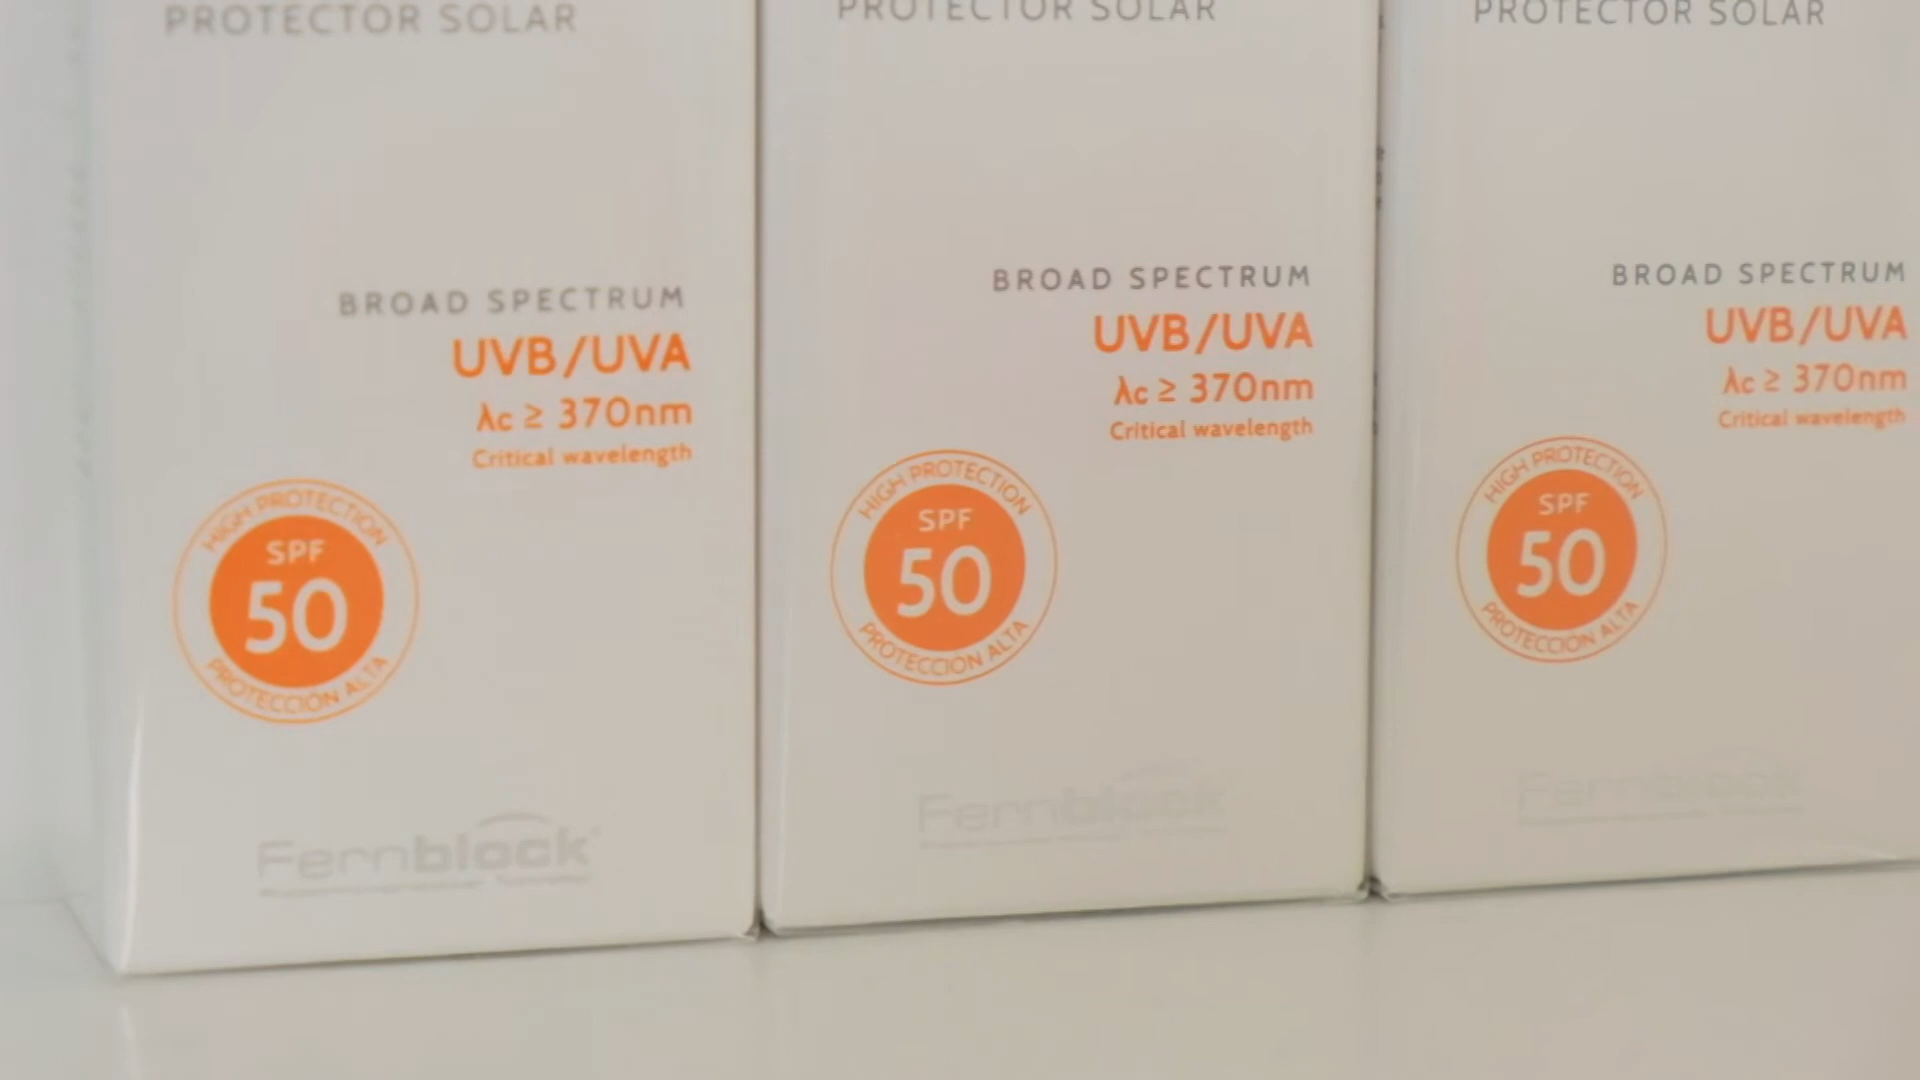 PROTECTOR SOLAR
BROAD SPECTRUM
UVB/UVA
λc ≥ 370nm
Critical wavelength
HIGH PROTECTION
SPF
50
PROTECCIÓN ALTA
Fernblock
PROTECTOR SOLAR
BROAD SPECTRUM
UVB/UVA
λc ≥ 370nm
Critical wavelength
HIGH PROTECTION
SPF
50
PROTECCIÓN ALTA
Fernblock
PROTECTOR SOLAR
BROAD SPECTRUM
UVB/UVA
λc ≥ 370nm
Critical wavelength
HIGH PROTECTION
SPF
50
PROTECCIÓN ALTA
Fernblock